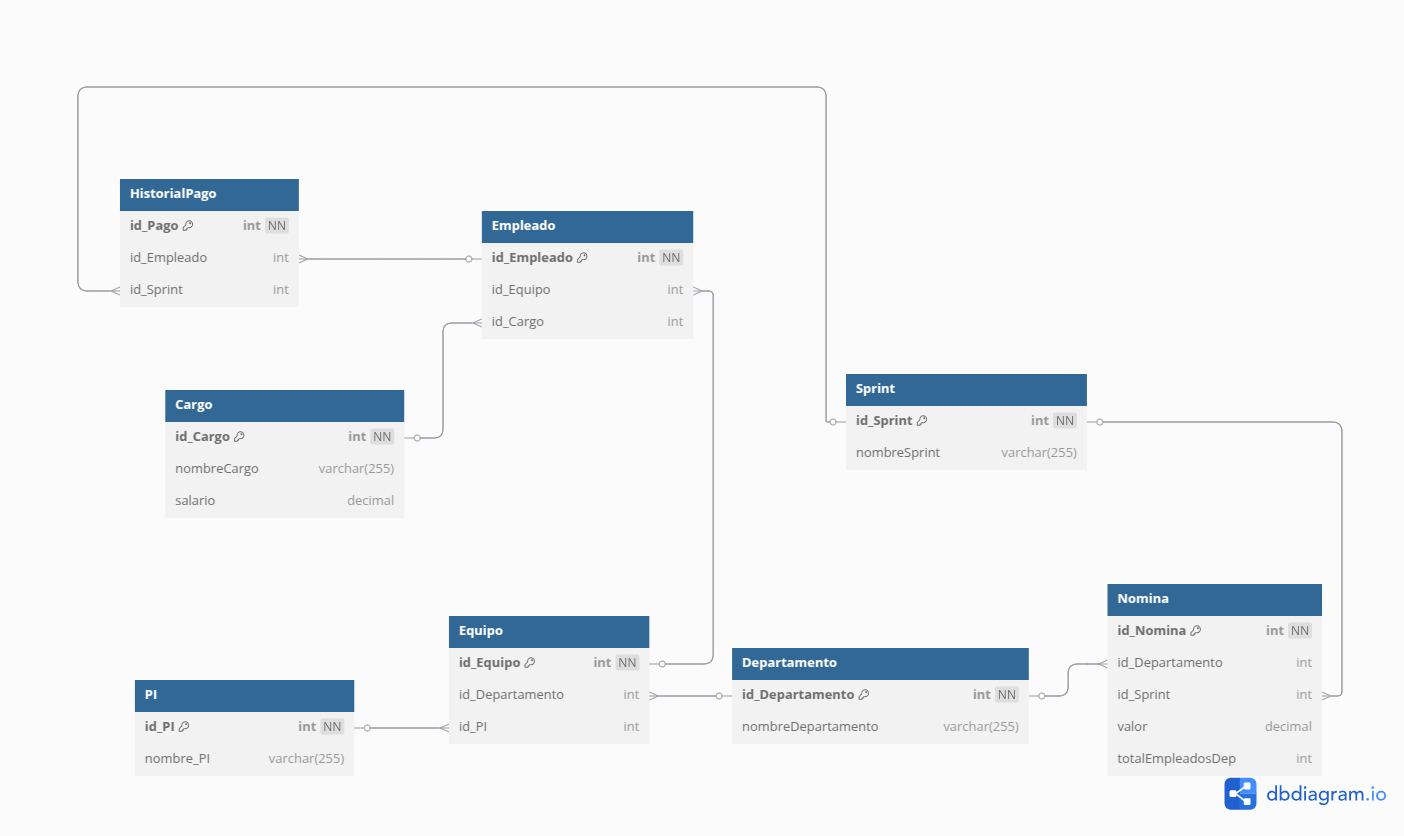 HistorialPago
id_Pago int NN
id_Empleado int
id_Sprint int
Empleado
id_Empleado int NN
id_Equipo int
id_Cargo int
Cargo
id_Cargo int NN
nombreCargo varchar(255)
salario decimal
Sprint
id_Sprint int NN
nombreSprint varchar(255)
Equipo
id_Equipo int NN
id_Departamento int
id_PI int
PI
id_PI int NN
nombre_PI varchar(255)
Departamento
id_Departamento int NN
nombreDepartamento varchar(255)
Nomina
id_Nomina int NN
id_Departamento int
id_Sprint int
valor decimal
totalEmpleadosDep int
dbdiagram.io